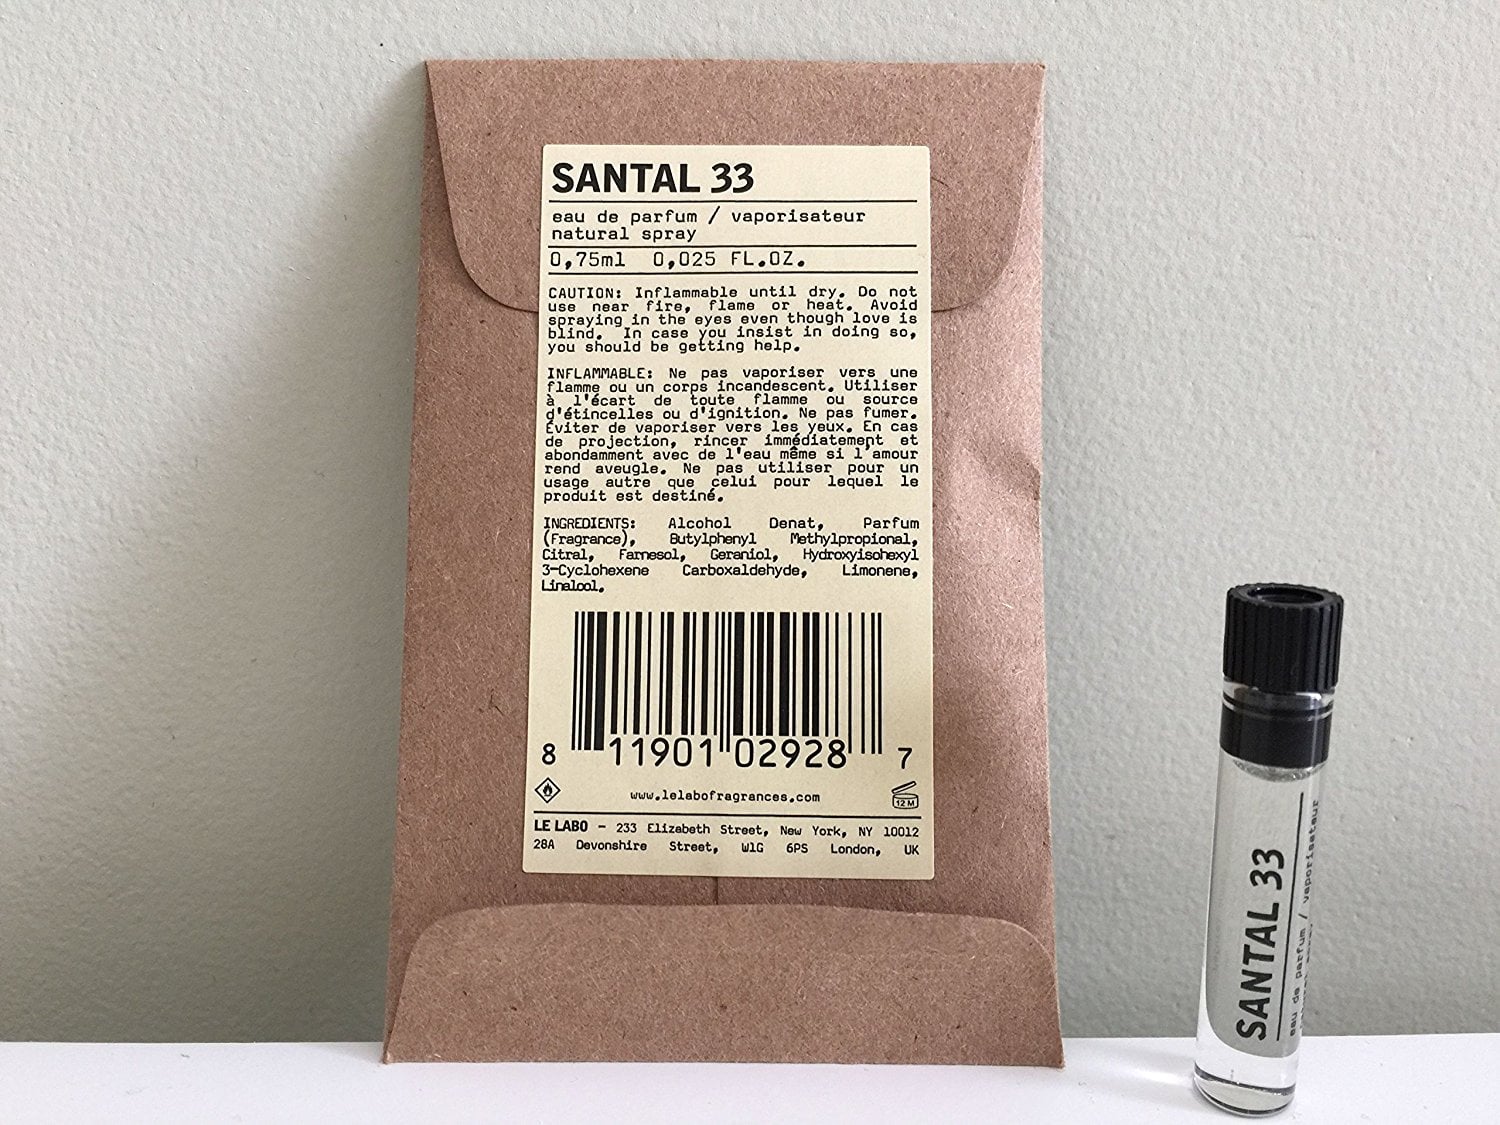 SANTAL 33
eau de parfum / vaporisateur
natural spray
0,75ml 0,025 FL.OZ.
CAUTION: Inflammable until dry. Do not
use near fire, flame or heat. Avoid
spraying in the eyes even though love is
blind. In case you insist in doing so,
you should be getting help.
INFLAMMABLE: Ne pas vaporiser vers une
flamme ou un corps incandescent. Utiliser
à l'écart de toute flamme ou source
d'étincelles ou d'ignition. Ne pas fumer.
Éviter de vaporiser vers les yeux. En cas
de projection, rincer immédiatement et
abondamment avec de l'eau même si l'amour
rend aveugle. Ne pas utiliser pour un
usage autre que celui pour lequel le
produit est destiné.
INGREDIENTS: Alcohol Denat, Parfum
(Fragrance), Butylphenyl Methylpropional,
Citral, Farnesol, Geraniol, Hydroxyisohexyl
3-Cyclohexene Carboxaldehyde, Limonene,
Linalool.
8 11901 02928 7
www.lelabofragrances.com
12 M
LE LABO - 233 Elizabeth Street, New York, NY 10012
28A Devonshire Street, W1G 6PS London, UK
SANTAL 33
eau de parfum / vaporisateur